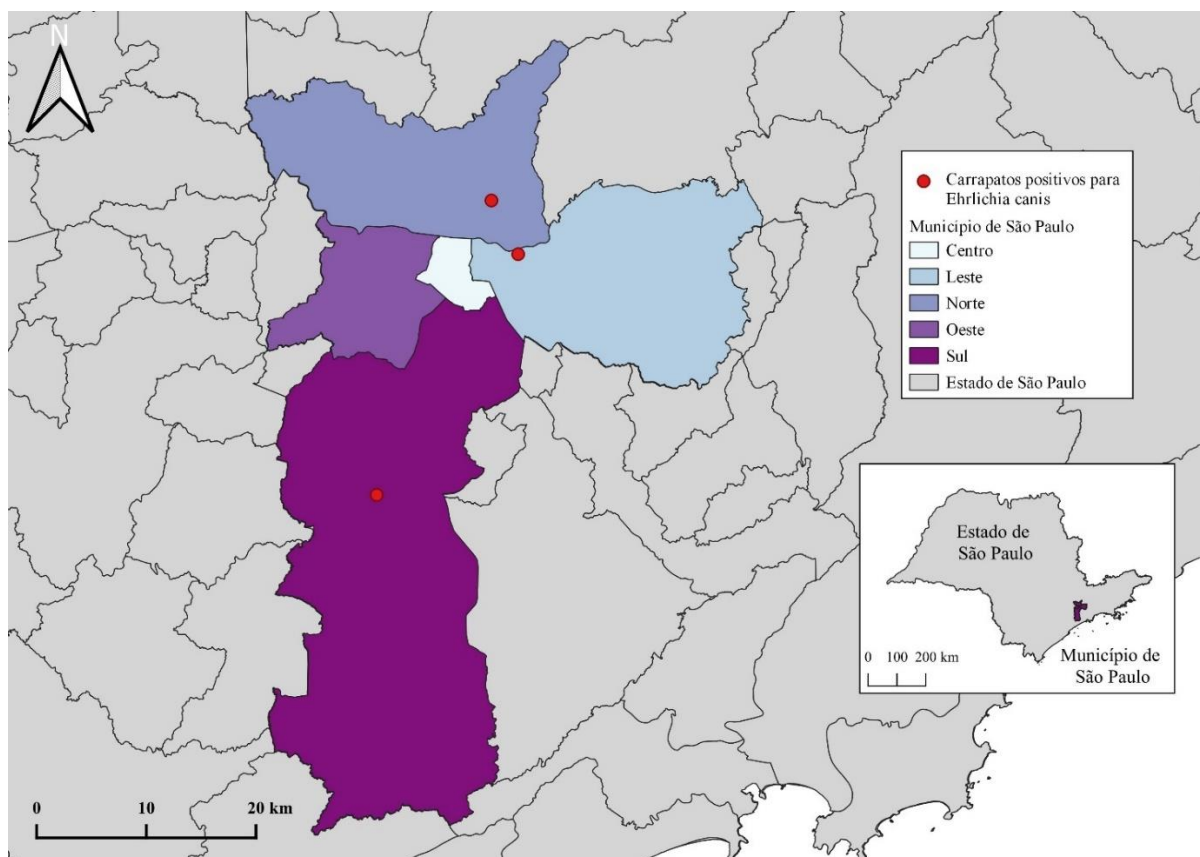 N
Carrapatos positivos para
Ehrlichia canis
Município de São Paulo
Centro
Leste
Norte
Oeste
Sul
Estado de São Paulo
Estado de
São Paulo
0 100 200 km
Município de
São Paulo
0 10 20 km